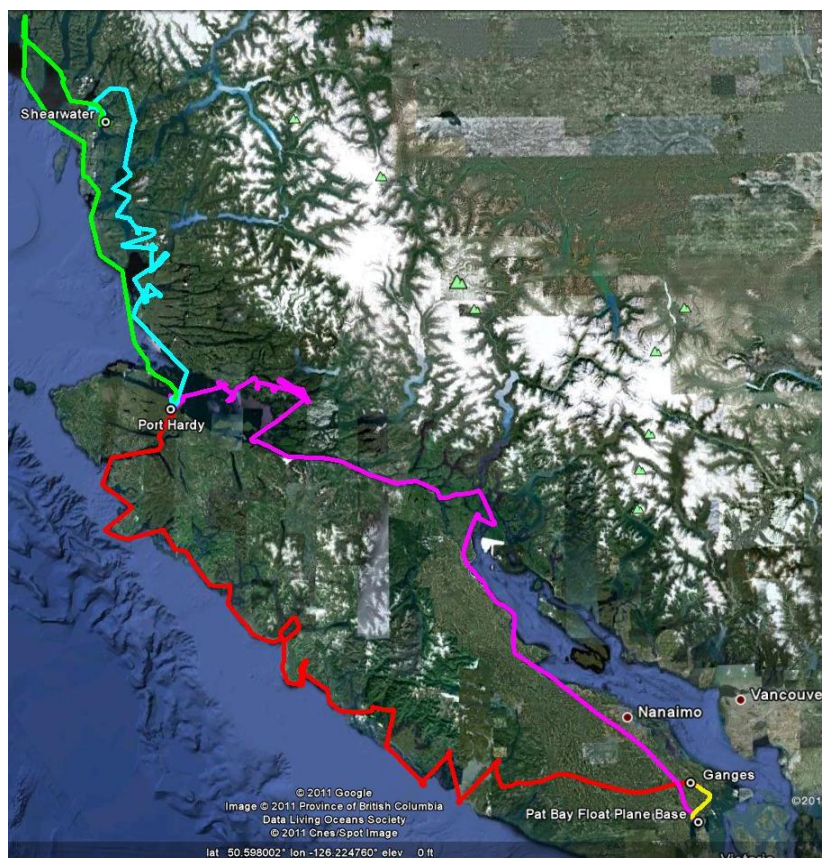 Shearwater
Port Hardy
Vancouve
Nanaimo
Ganges
© 2011 Google
Image © 2011 Province of British Columbia
Data Living Oceans Society
© 2011 Cnes/Spot Image
©201
Pat Bay Float Plane Base
lat 50.598002° lon -126.224760° elev 0 ft